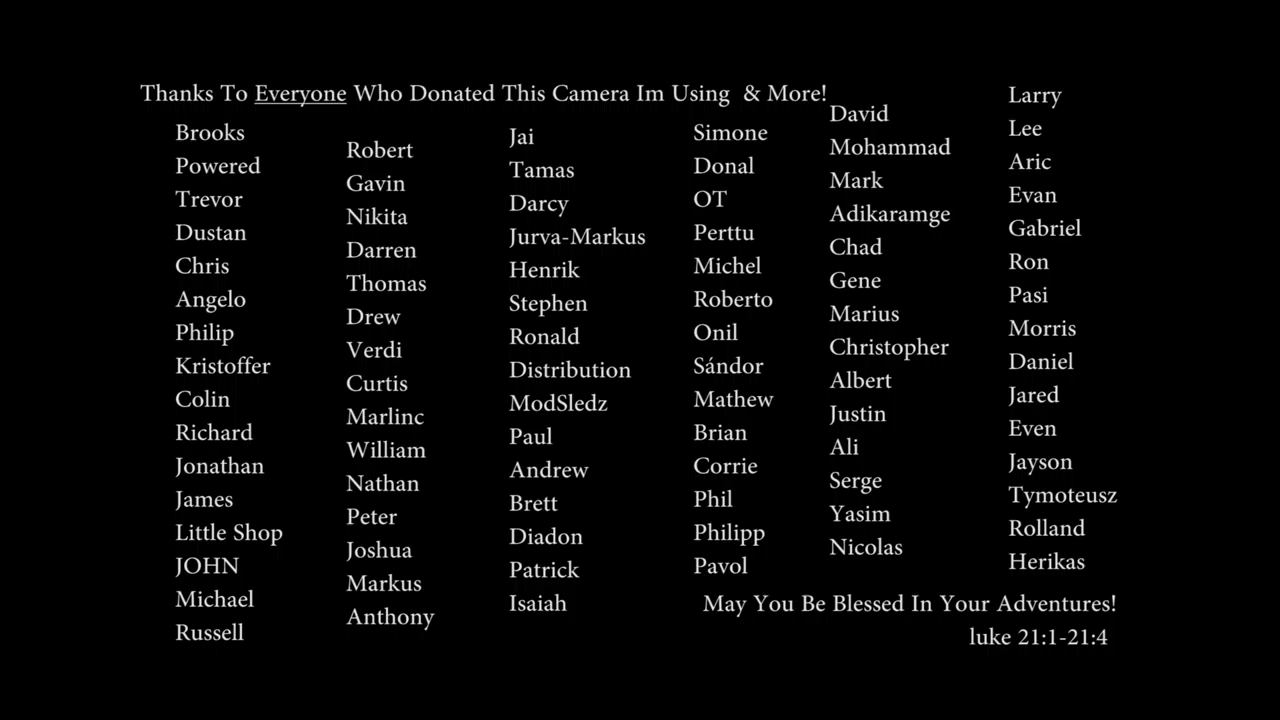 Thanks To Everyone Who Donated This Camera Im Using & More!
Brooks
Powered
Trevor
Dustan
Chris
Angelo
Philip
Kristoffer
Colin
Richard
Jonathan
James
Little Shop
JOHN
Michael
Russell
Robert
Gavin
Nikita
Darren
Thomas
Drew
Verdi
Curtis
Marlinc
William
Nathan
Peter
Joshua
Markus
Anthony
Jai
Tamas
Darcy
Jurva-Markus
Henrik
Stephen
Ronald
Distribution
ModSledz
Paul
Andrew
Brett
Diadon
Patrick
Isaiah
Simone
Donal
OT
Perttu
Michel
Roberto
Onil
Sándor
Mathew
Brian
Corrie
Phil
Philipp
Pavol
David
Mohammad
Mark
Adikaramge
Chad
Gene
Marius
Christopher
Albert
Justin
Ali
Serge
Yasim
Nicolas
Larry
Lee
Aric
Evan
Gabriel
Ron
Pasi
Morris
Daniel
Jared
Even
Jayson
Tymoteusz
Rolland
Herikas
May You Be Blessed In Your Adventures!
luke 21:1-21:4